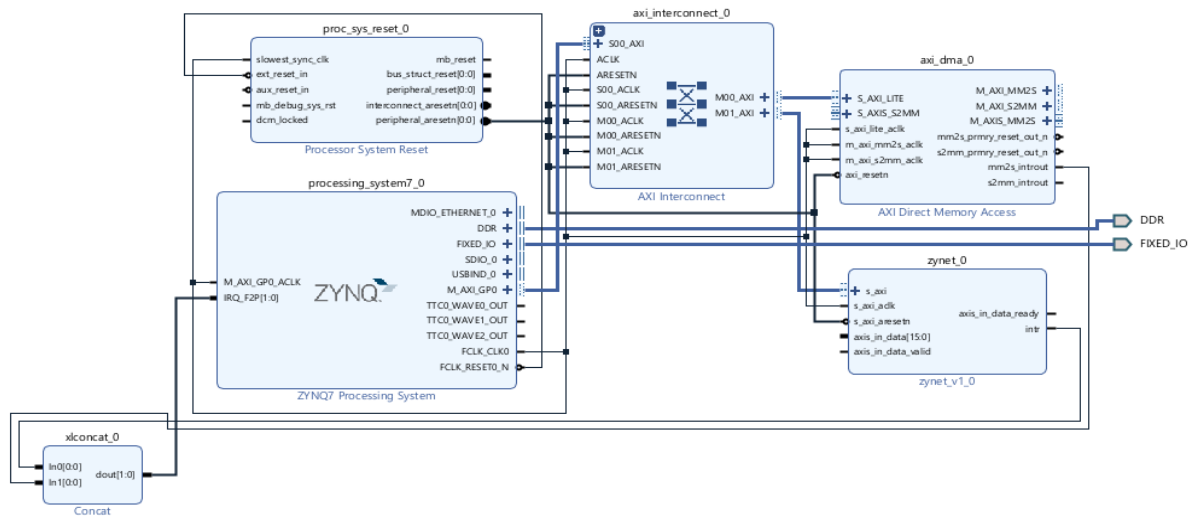 proc_sys_reset_0
slowest_sync_clk
ext_reset_in
aux_reset_in
mb_debug_sys_rst
dcm_locked
mb_reset
bus_struct_reset[0:0]
peripheral_reset[0:0]
interconnect_aresetn[0:0]
peripheral_aresetn[0:0]
Processor System Reset
axi_interconnect_0
S00_AXI
ACLK
ARESETN
S00_ACLK
S00_ARESETN
M00_ACLK
M00_ARESETN
M01_ACLK
M01_ARESETN
M00_AXI
M01_AXI
AXI Interconnect
axi_dma_0
S_AXI_LITE
S_AXIS_S2MM
s_axi_lite_aclk
m_axi_mm2s_aclk
m_axi_s2mm_aclk
axi_resetn
M_AXI_MM2S
M_AXI_S2MM
M_AXIS_MM2S
mm2s_prmry_reset_out_n
s2mm_prmry_reset_out_n
mm2s_introut
s2mm_introut
AXI Direct Memory Access
processing_system7_0
M_AXI_GP0_ACLK
IRQ_F2P[1:0]
ZYNQ
MDIO_ETHERNET_0
DDR
FIXED_IO
SDIO_0
USBIND_0
M_AXI_GP0
TTC0_WAVE0_OUT
TTC0_WAVE1_OUT
TTC0_WAVE2_OUT
FCLK_CLK0
FCLK_RESET0_N
ZYNQ7 Processing System
DDR
FIXED_IO
zynet_0
s_axi
s_axi_aclk
s_axi_aresetn
axis_in_data[15:0]
axis_in_data_valid
axis_in_data_ready
intr
zynet_v1_0
xlconcat_0
In0[0:0]
In1[0:0]
dout[1:0]
Concat